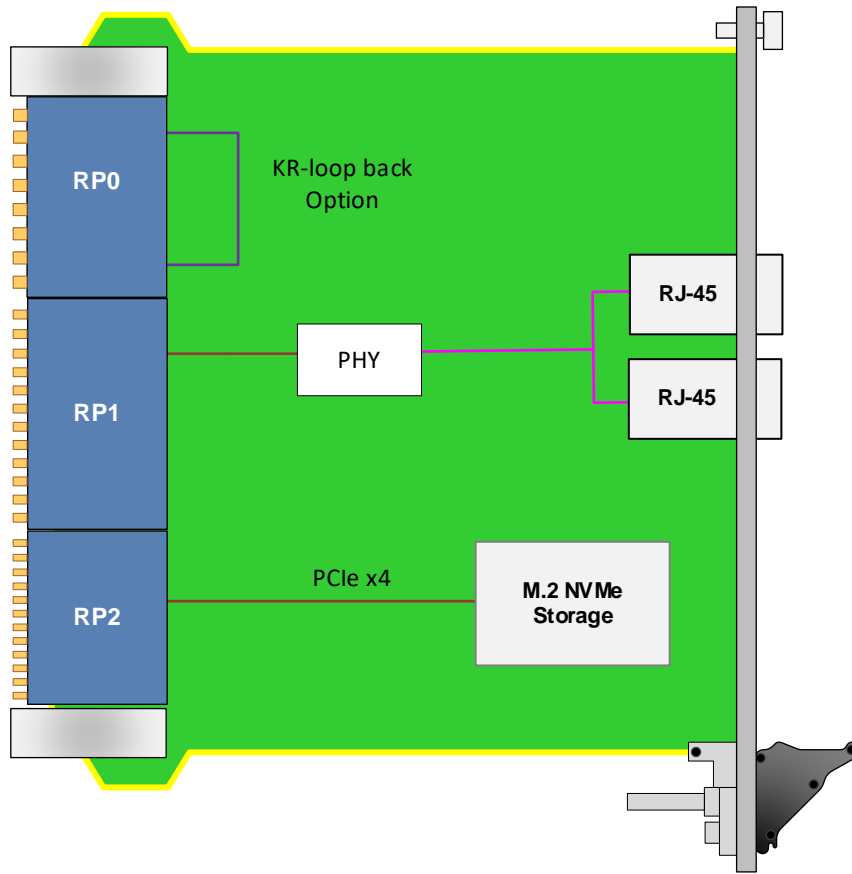 RP0
KR-loop back
Option
RJ-45
PHY
RJ-45
RP1
PCIe x4
M.2 NVMe
Storage
RP2